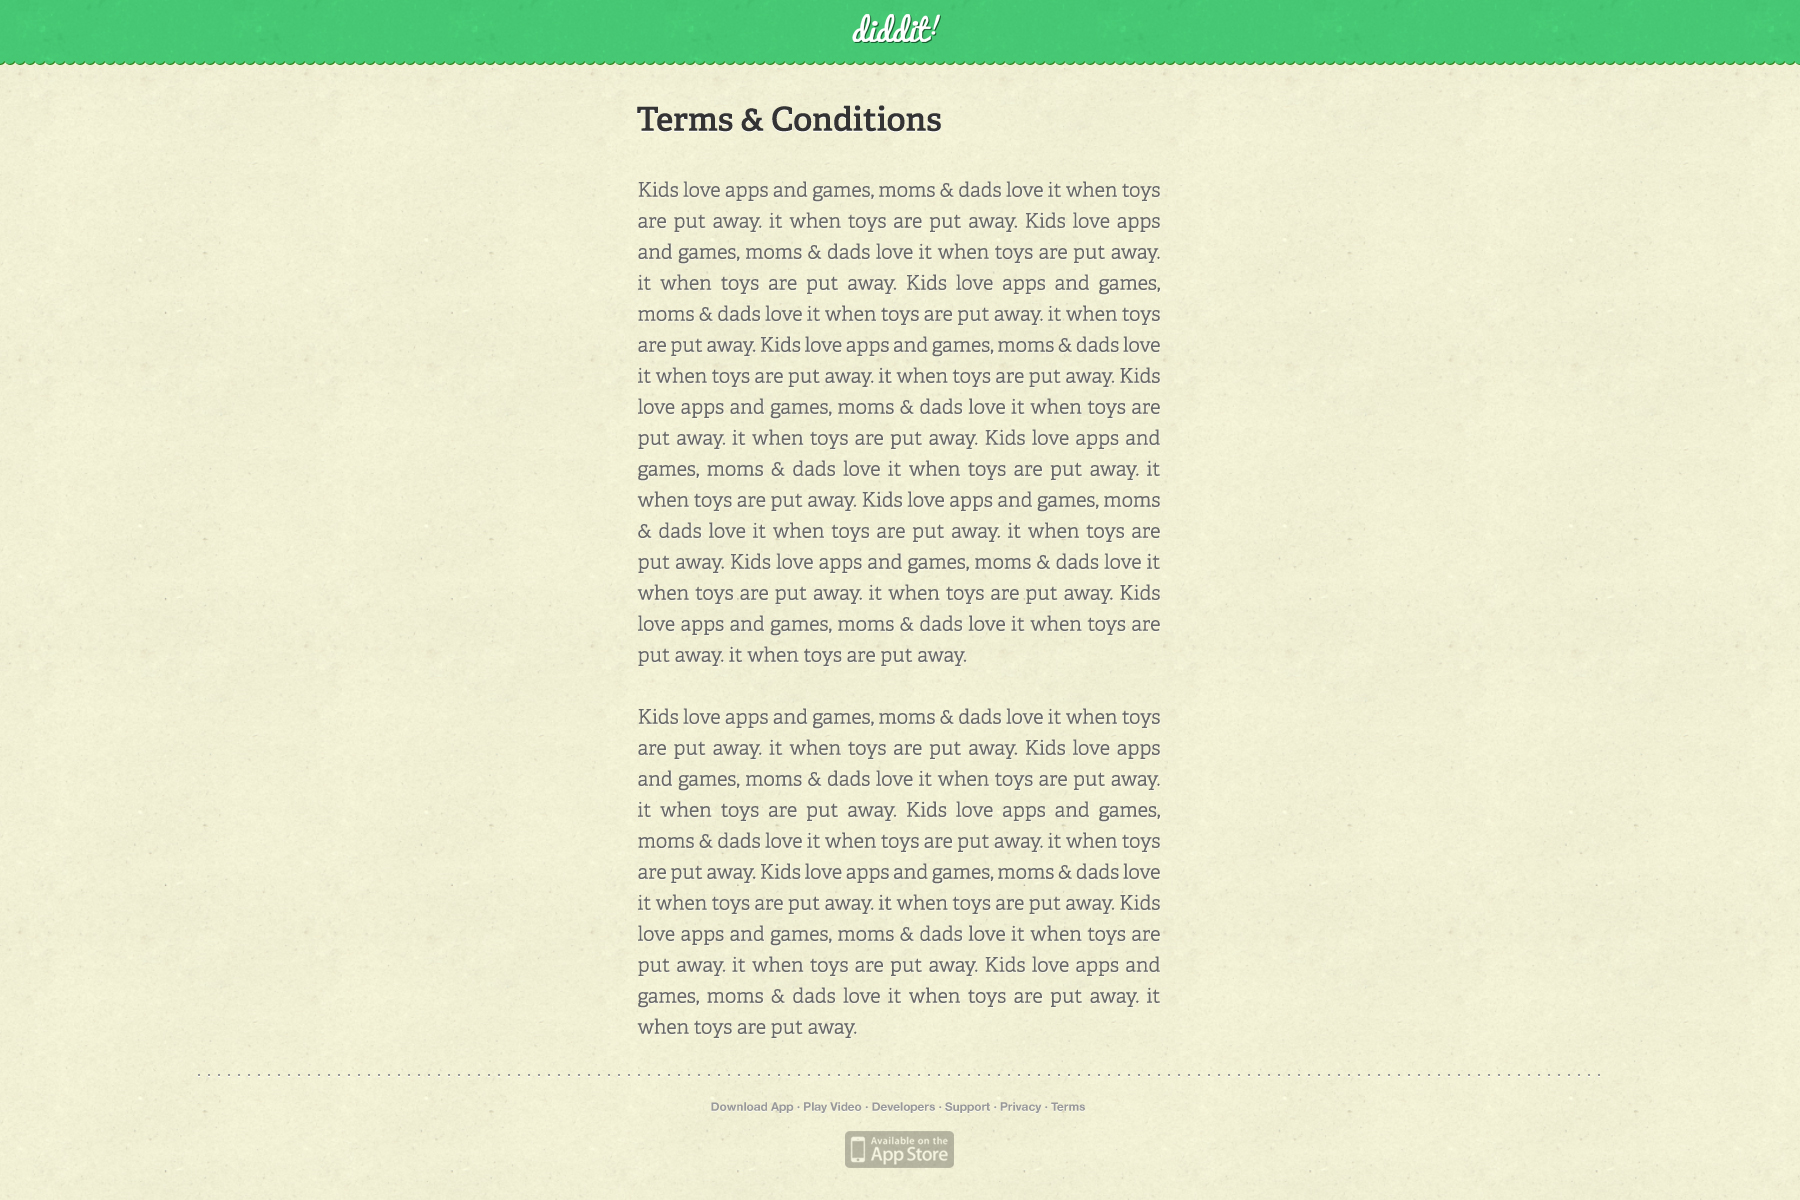 diddit!
Terms & Conditions
Kids love apps and games, moms & dads love it when toys
are put away. it when toys are put away. Kids love apps
and games, moms & dads love it when toys are put away.
it when toys are put away. Kids love apps and games,
moms & dads love it when toys are put away. it when toys
are put away. Kids love apps and games, moms & dads love
it when toys are put away. it when toys are put away. Kids
love apps and games, moms & dads love it when toys are
put away. it when toys are put away. Kids love apps and
games, moms & dads love it when toys are put away. it
when toys are put away. Kids love apps and games, moms
& dads love it when toys are put away. it when toys are
put away. Kids love apps and games, moms & dads love it
when toys are put away. it when toys are put away. Kids
love apps and games, moms & dads love it when toys are
put away. it when toys are put away.
Kids love apps and games, moms & dads love it when toys
are put away. it when toys are put away. Kids love apps
and games, moms & dads love it when toys are put away.
it when toys are put away. Kids love apps and games,
moms & dads love it when toys are put away. it when toys
are put away. Kids love apps and games, moms & dads love
it when toys are put away. it when toys are put away. Kids
love apps and games, moms & dads love it when toys are
put away. it when toys are put away. Kids love apps and
games, moms & dads love it when toys are put away. it
when toys are put away.
Download App · Play Video · Developers · Support · Privacy · Terms
Available on the
App Store